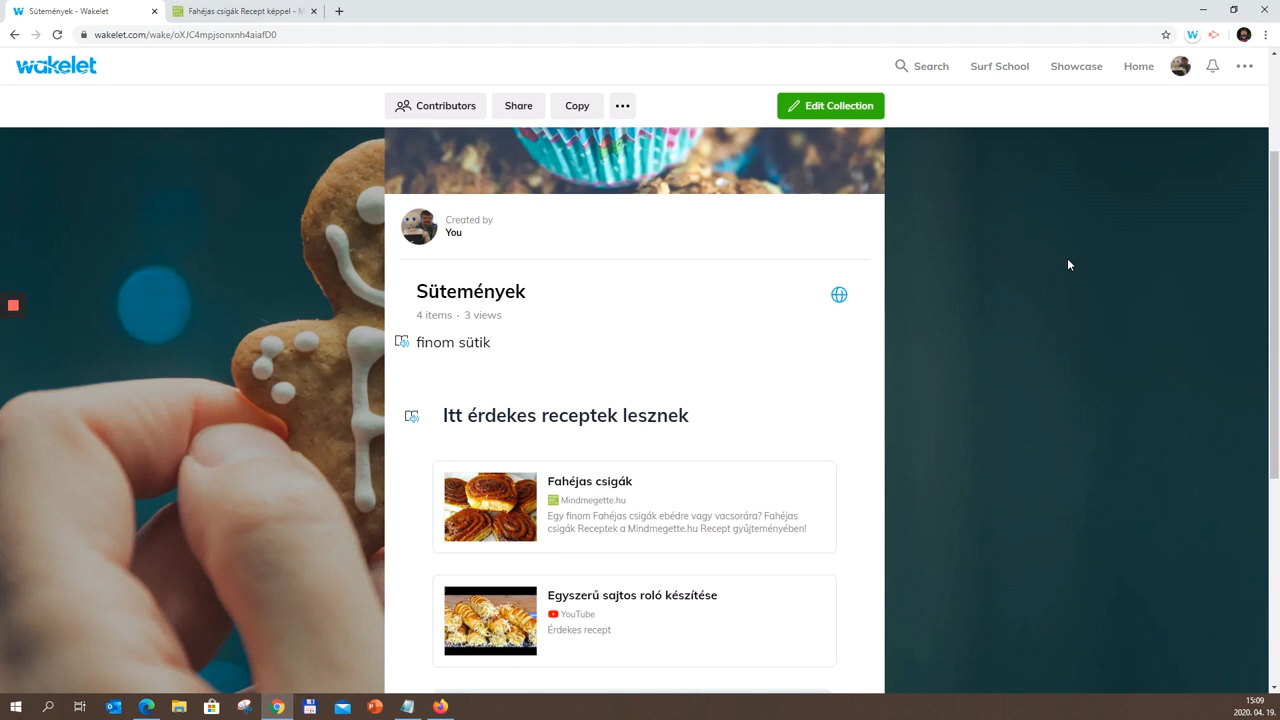 Sütemények - Wakelet
Fahéjas csigák Recept képpel - M
wakelet.com/wake/oXJC4mpjsonxnh4aiafD0
wakelet
Search
Surf School
Showcase
Home
Contributors
Share
Copy
Edit Collection
Created by
You
Sütemények
4 items · 3 views
finom sütik
Itt érdekes receptek lesznek
Fahéjas csigák
Mindmegette.hu
Egy finom Fahéjas csigák ebédre vagy vacsorára? Fahéjas
csigák Receptek a Mindmegette.hu Recept gyűjteményében!
Egyszerű sajtos roló készítése
YouTube
Érdekes recept
15:09
2020. 04. 19.